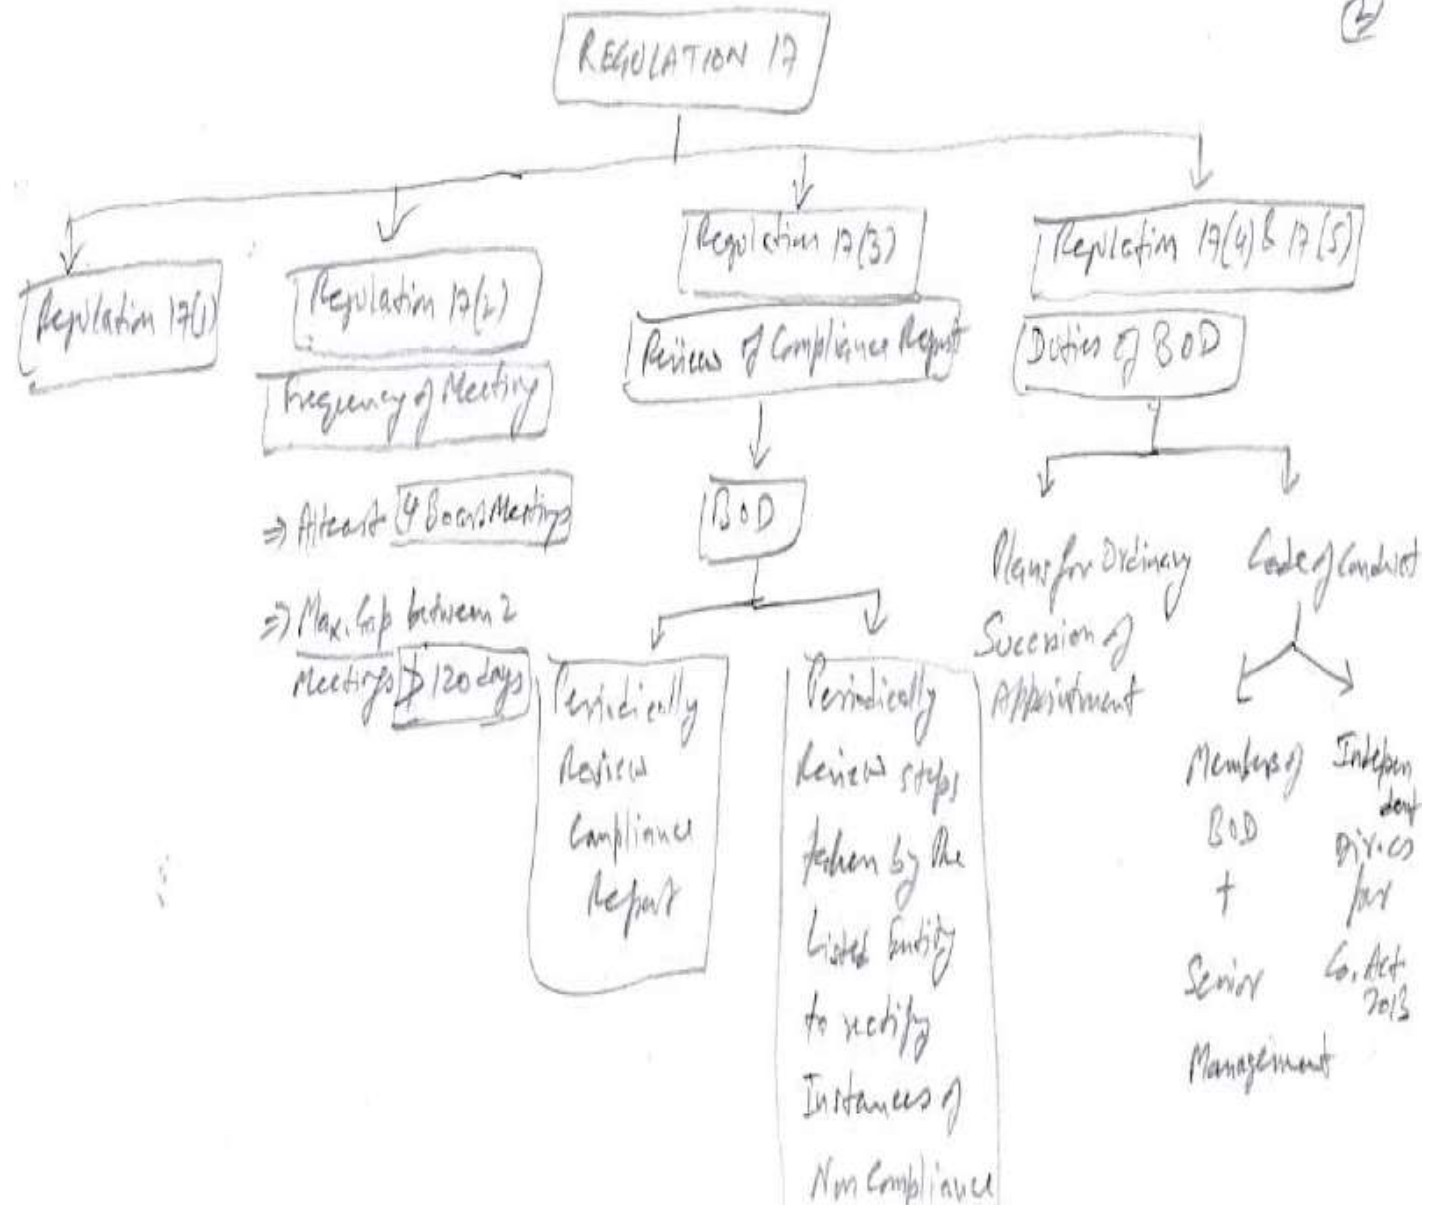 REGULATION 17
Regulation 17(1)
Regulation 17(2)
Frequency of Meeting
⇒ Atleast 4 Board Meetings
⇒ Max. Gap between 2
Meetings ≯ 120 days
Regulation 17(3)
Review of Compliance Report
BOD
Periodically
Review
Compliance
Report
Periodically
Review steps
taken by the
Listed Entity
to rectify
Instances of
Non Compliance
Regulation 17(4) & 17(5)
Duties of BOD
Plans for Ordinary
Succession of
Appointment
Code of Conduct
Members of
BOD
+
Senior
Management
Indepen
dent
Direcs
Co. Act
2013